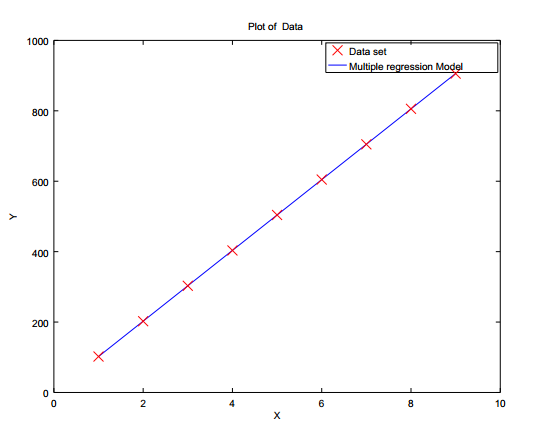 Plot of Data
1000
800
600
400
200
0
Y
0 2 4 6 8 10
X
Data set
Multiple regression Model